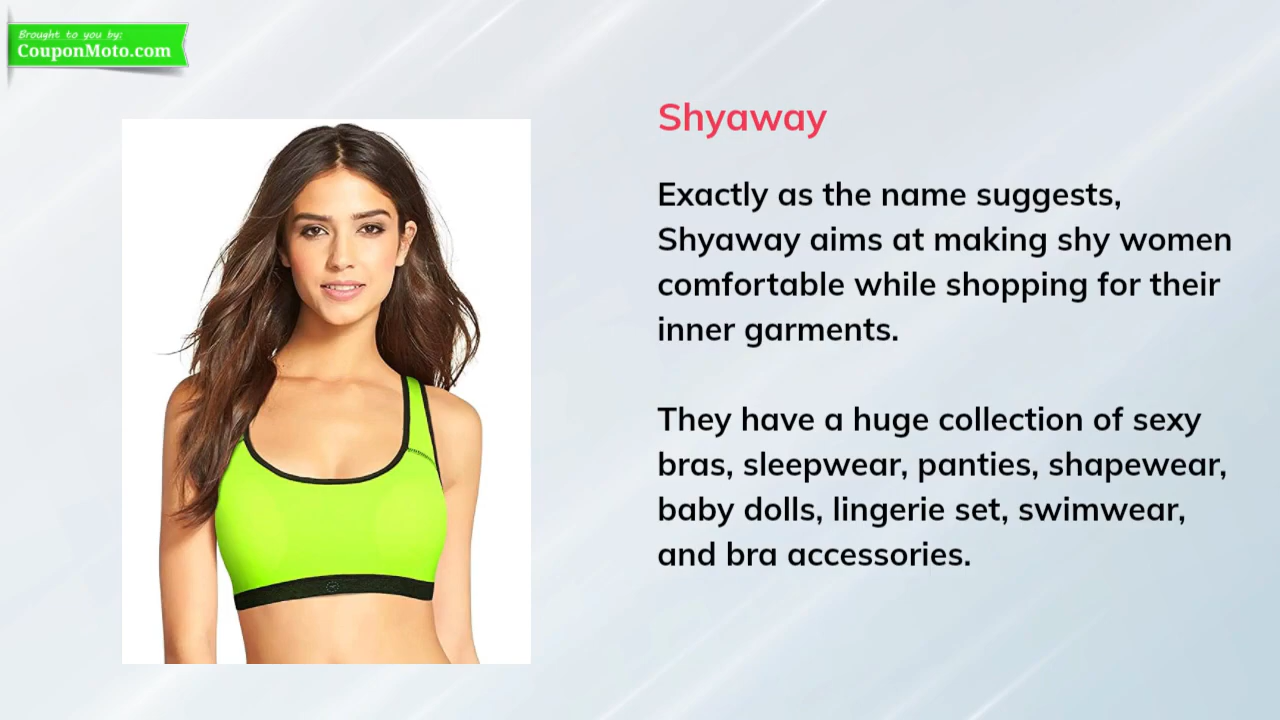 Brought to you by:
CouponMoto.com
Shyaway
Exactly as the name suggests,
Shyaway aims at making shy women
comfortable while shopping for their
inner garments.
They have a huge collection of sexy
bras, sleepwear, panties, shapewear,
baby dolls, lingerie set, swimwear,
and bra accessories.